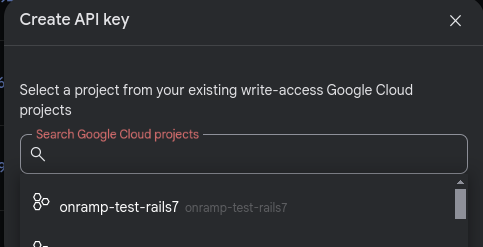 Create API key
Select a project from your existing write-access Google Cloud
projects
Search Google Cloud projects
onramp-test-rails7 onramp-test-rails7